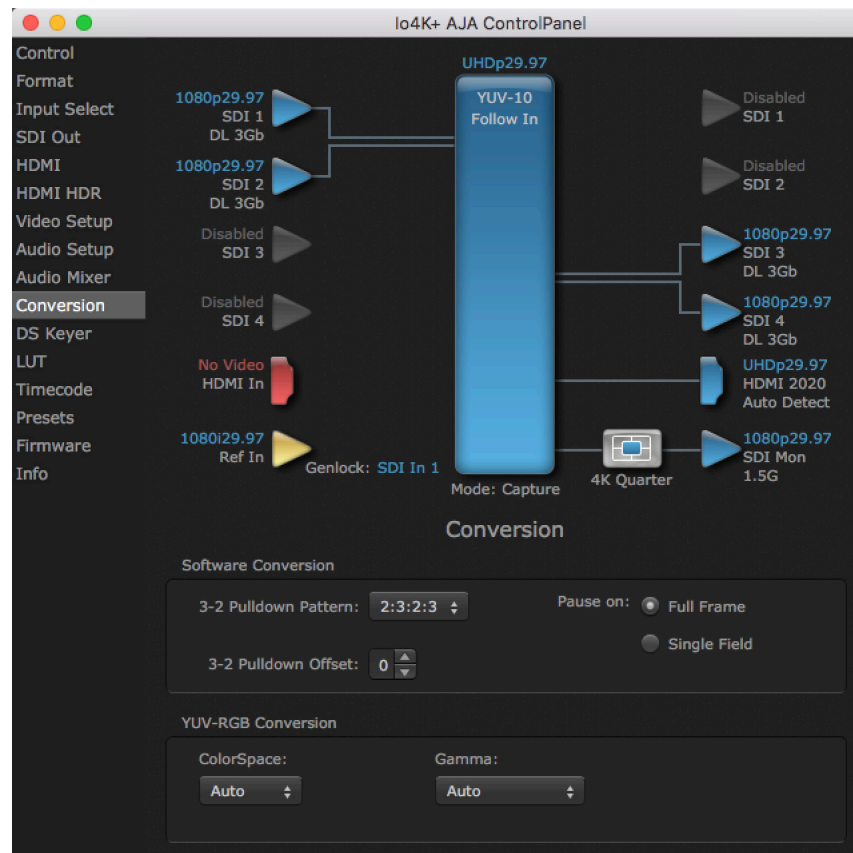 Io4K+ AJA ControlPanel
Control
Format
Input Select
SDI Out
HDMI
HDMI HDR
Video Setup
Audio Setup
Audio Mixer
Conversion
DS Keyer
LUT
Timecode
Presets
Firmware
Info
1080p29.97
SDI 1
DL 3Gb
1080p29.97
SDI 2
DL 3Gb
Disabled
SDI 3
Disabled
SDI 4
No Video
HDMI In
1080i29.97
Ref In
Genlock: SDI In 1
UHDp29.97
YUV-10
Follow In
Mode: Capture
Disabled
SDI 1
Disabled
SDI 2
1080p29.97
SDI 3
DL 3Gb
1080p29.97
SDI 4
DL 3Gb
UHDp29.97
HDMI 2020
Auto Detect
4K Quarter
1080p29.97
SDI Mon
1.5G
Conversion
Software Conversion
3-2 Pulldown Pattern: 2:3:2:3
Pause on: Full Frame
Single Field
3-2 Pulldown Offset: 0
YUV-RGB Conversion
ColorSpace:
Auto
Gamma:
Auto